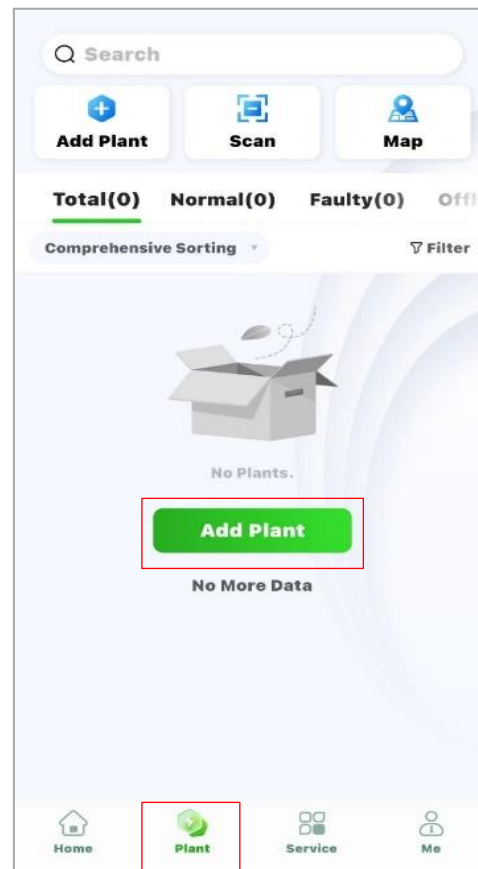 Search
Add Plant Scan Map
Total(0) Normal(0) Faulty(0) Offl
Comprehensive Sorting Filter
No Plants.
Add Plant
No More Data
Home Plant Service Me